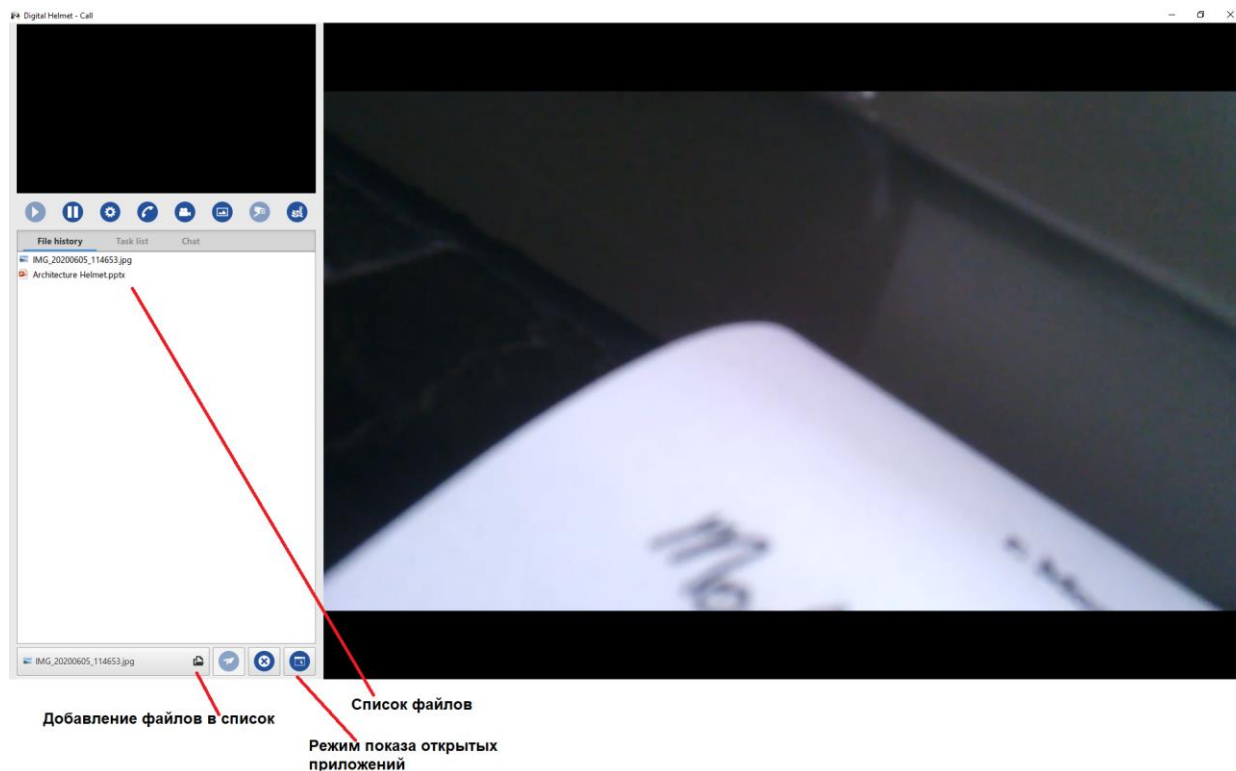 Digital Helmet - Call
File history Task list Chat
IMG_20200605_114653.jpg
Architecture Helmet.pptx
IMG_20200605_114653.jpg
Список файлов
Добавление файлов в список
Режим показа открытых
приложений